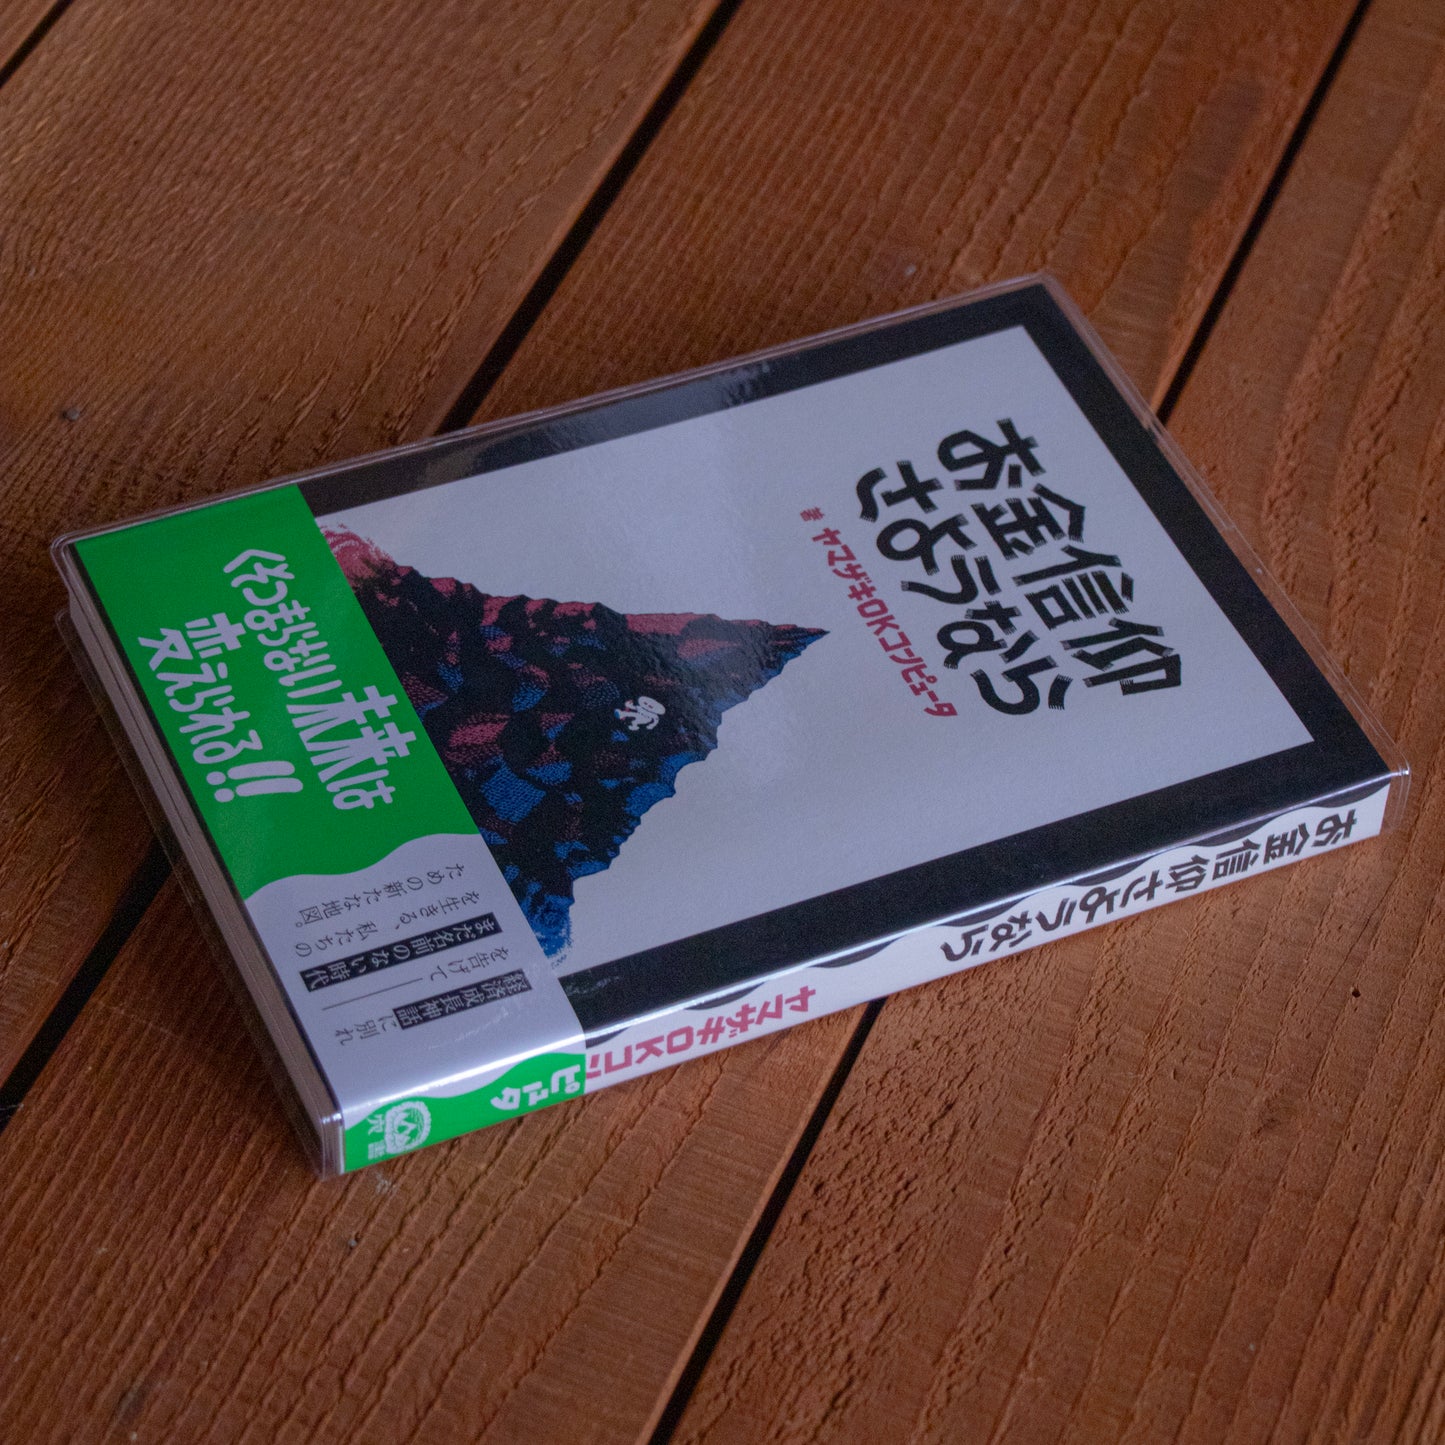 お金信仰
さようなら
著 ヤマザキOKコンピュータ
くそつまらない未来は
変えられる!!
経済成長神話に別れ
を告げて——
まだ名前のない時代
を生きる、私たちの
ための新たな地図。
お金信仰さようなら
ヤマザキOKコンピュータ
穴書